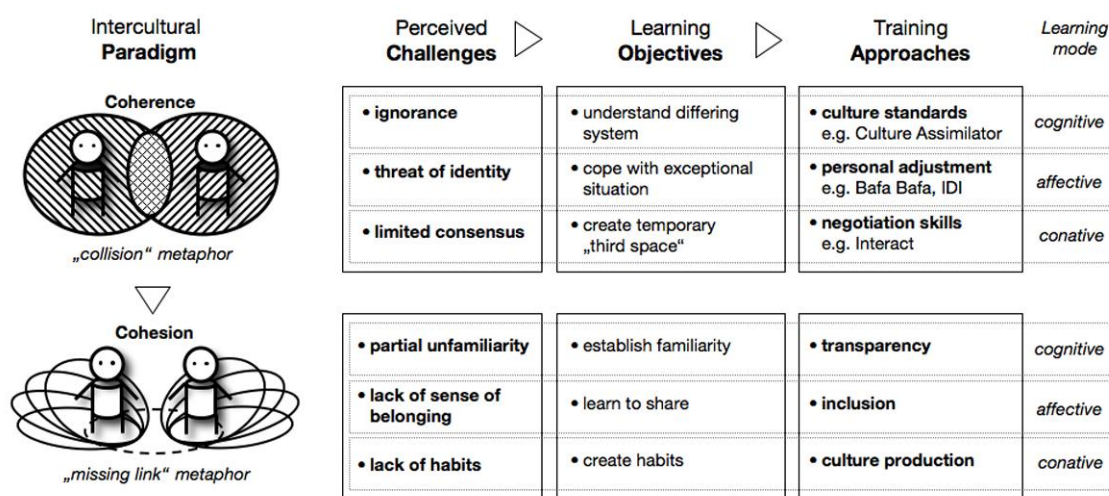 Intercultural
Paradigm
Perceived
Challenges
Learning
Objectives
Training
Approaches
Learning
mode
Coherence
„collision“ metaphor
• ignorance
• understand differing
system
• culture standards
e.g. Culture Assimilator
cognitive
• threat of identity
• cope with exceptional
situation
• personal adjustment
e.g. Bafa Bafa, IDI
affective
• limited consensus
• create temporary
„third space“
• negotiation skills
e.g. Interact
conative
Cohesion
„missing link“ metaphor
• partial unfamiliarity
• establish familiarity
• transparency
cognitive
• lack of sense of
belonging
• learn to share
• inclusion
affective
• lack of habits
• create habits
• culture production
conative